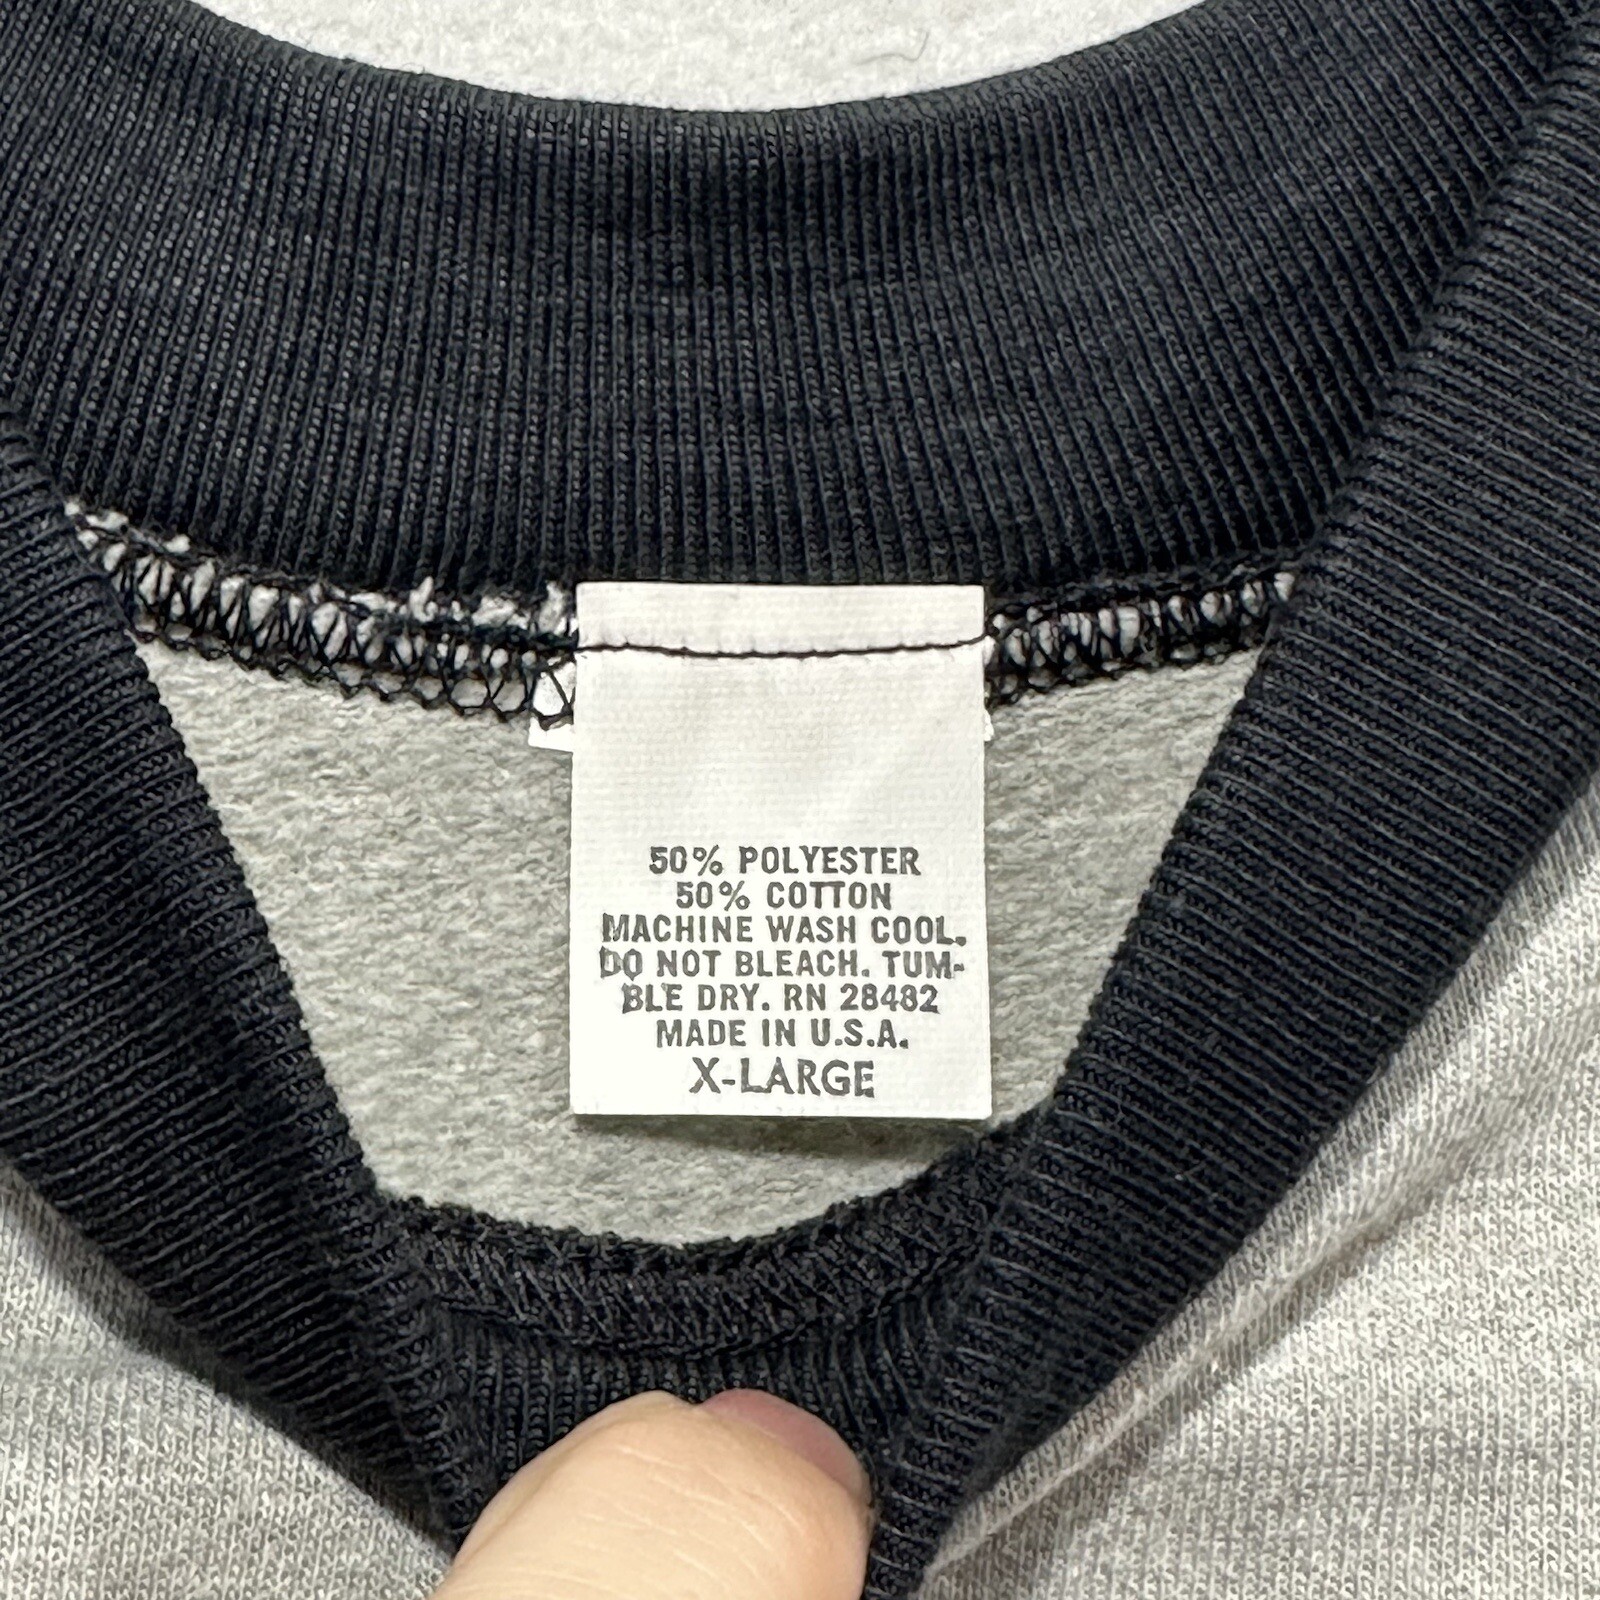 50% POLYESTER
50% COTTON
MACHINE WASH COOL.
DO NOT BLEACH. TUM-
BLE DRY. RN 28482
MADE IN U.S.A.
X-LARGE